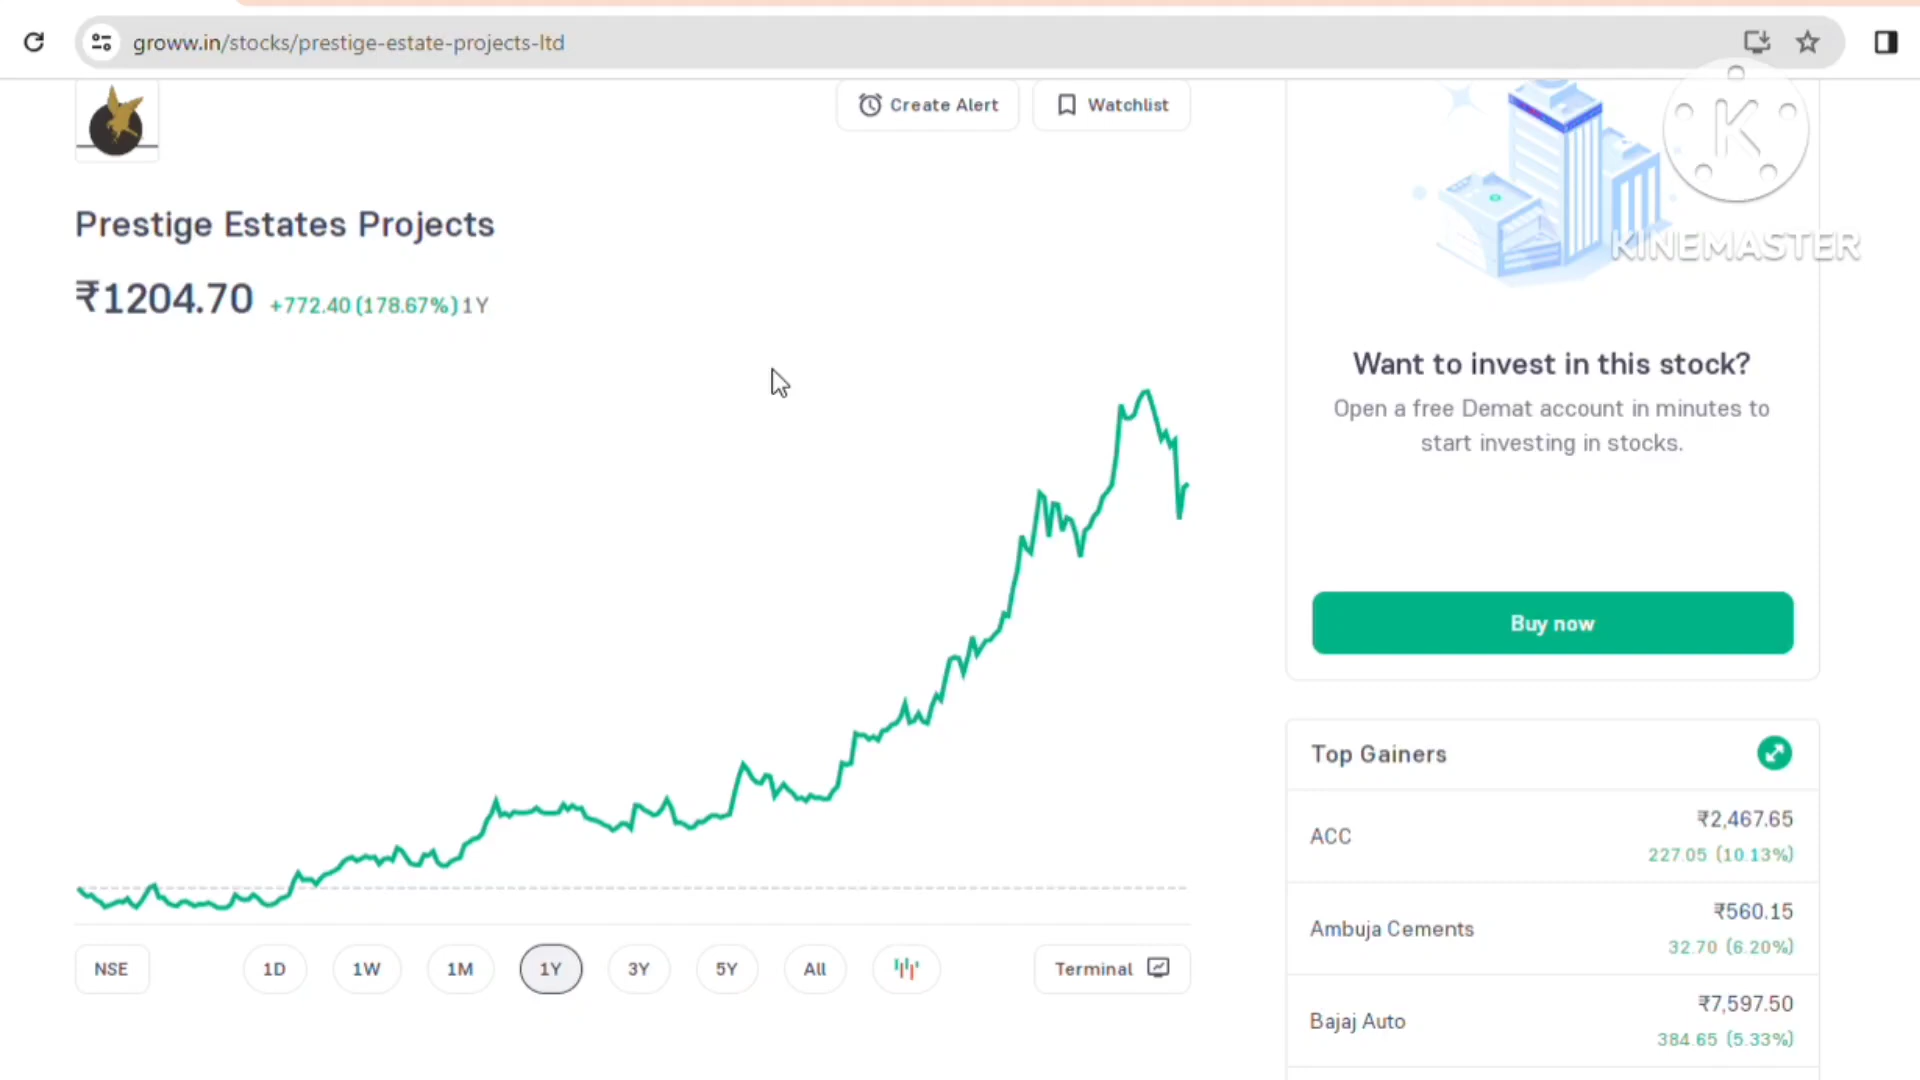 groww.in/stocks/prestige-estate-projects-ltd
Create Alert
Watchlist
K
KINEMASTER
Prestige Estates Projects
₹1204.70 +772.40 (178.67%) 1Y
Want to invest in this stock?
Open a free Demat account in minutes to
start investing in stocks.
Buy now
Top Gainers
ACC
₹2,467.65
227.05 (10.13%)
Ambuja Cements
₹560.15
32.70 (6.20%)
Bajaj Auto
₹7,597.50
384.65 (5.33%)
NSE
1D
1W
1M
1Y
3Y
5Y
All
Terminal